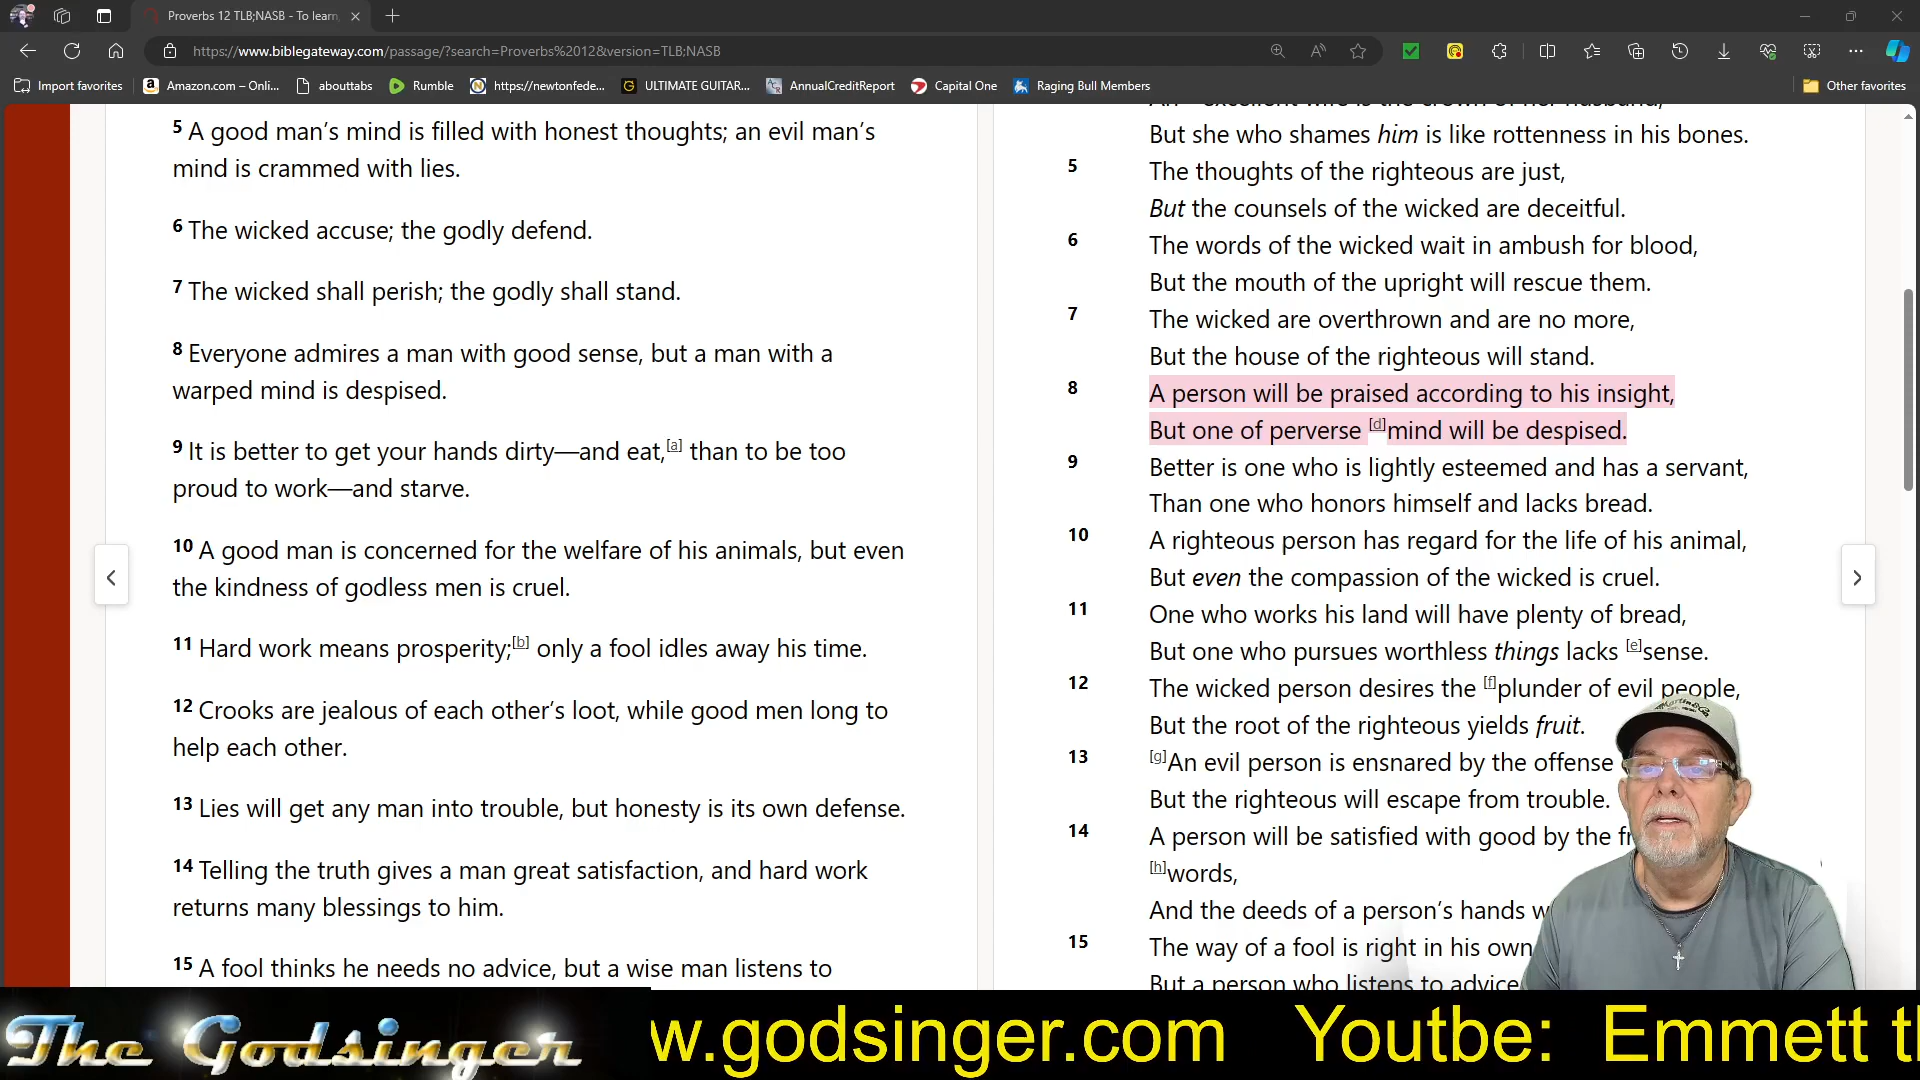 Proverbs 12 TLB;NASB - To learn
https://www.biblegateway.com/passage/?search=Proverbs%2012&version=TLB;NASB
Import favorites
Amazon.com – Onli...
abouttabs
Rumble
https://newtonfede...
ULTIMATE GUITAR...
AnnualCreditReport
Capital One
Raging Bull Members
Other favorites
5 A good man’s mind is filled with honest thoughts; an evil man’s
mind is crammed with lies.
6 The wicked accuse; the godly defend.
7 The wicked shall perish; the godly shall stand.
8 Everyone admires a man with good sense, but a man with a
warped mind is despised.
9 It is better to get your hands dirty—and eat,[a] than to be too
proud to work—and starve.
10 A good man is concerned for the welfare of his animals, but even
the kindness of godless men is cruel.
11 Hard work means prosperity;[b] only a fool idles away his time.
12 Crooks are jealous of each other’s loot, while good men long to
help each other.
13 Lies will get any man into trouble, but honesty is its own defense.
14 Telling the truth gives a man great satisfaction, and hard work
returns many blessings to him.
15 A fool thinks he needs no advice, but a wise man listens to
excellent wife is the crown of her husband,
But she who shames him is like rottenness in his bones.
5 The thoughts of the righteous are just,
But the counsels of the wicked are deceitful.
6 The words of the wicked wait in ambush for blood,
But the mouth of the upright will rescue them.
7 The wicked are overthrown and are no more,
But the house of the righteous will stand.
8 A person will be praised according to his insight,
But one of perverse [d]mind will be despised.
9 Better is one who is lightly esteemed and has a servant,
Than one who honors himself and lacks bread.
10 A righteous person has regard for the life of his animal,
But even the compassion of the wicked is cruel.
11 One who works his land will have plenty of bread,
But one who pursues worthless things lacks [e]sense.
12 The wicked person desires the [f]plunder of evil people,
But the root of the righteous yields fruit.
13 [g]An evil person is ensnared by the offense
But the righteous will escape from trouble.
14 A person will be satisfied with good by the
[h]words,
And the deeds of a person’s hands
15 The way of a fool is right in his own
But a person who listens to advice
The Godsinger
w.godsinger.com Youtbe: Emmett